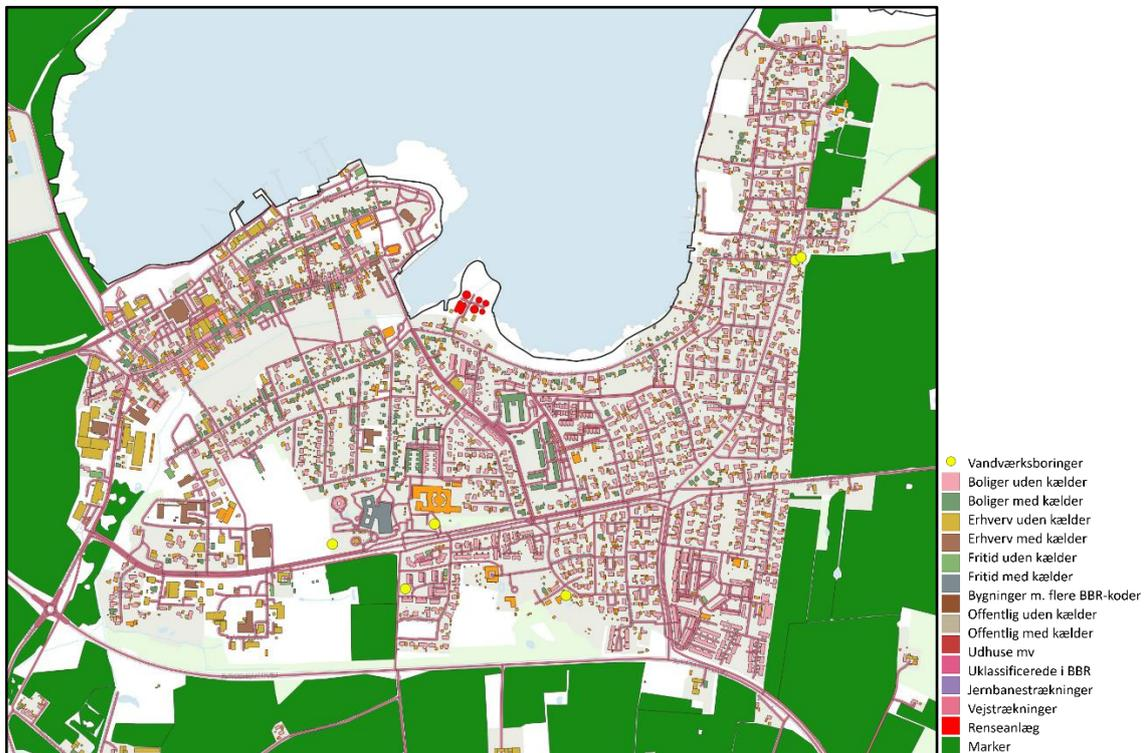 Vandværksboringer
Boliger uden kælder
Boliger med kælder
Erhverv uden kælder
Erhverv med kælder
Fritid uden kælder
Fritid med kælder
Bygninger m. flere BBR-koder
Offentlig uden kælder
Offentlig med kælder
Udhuse mv
Uklassificerede i BBR
Jernbanestrækninger
Vejstrækninger
Renseanlæg
Marker